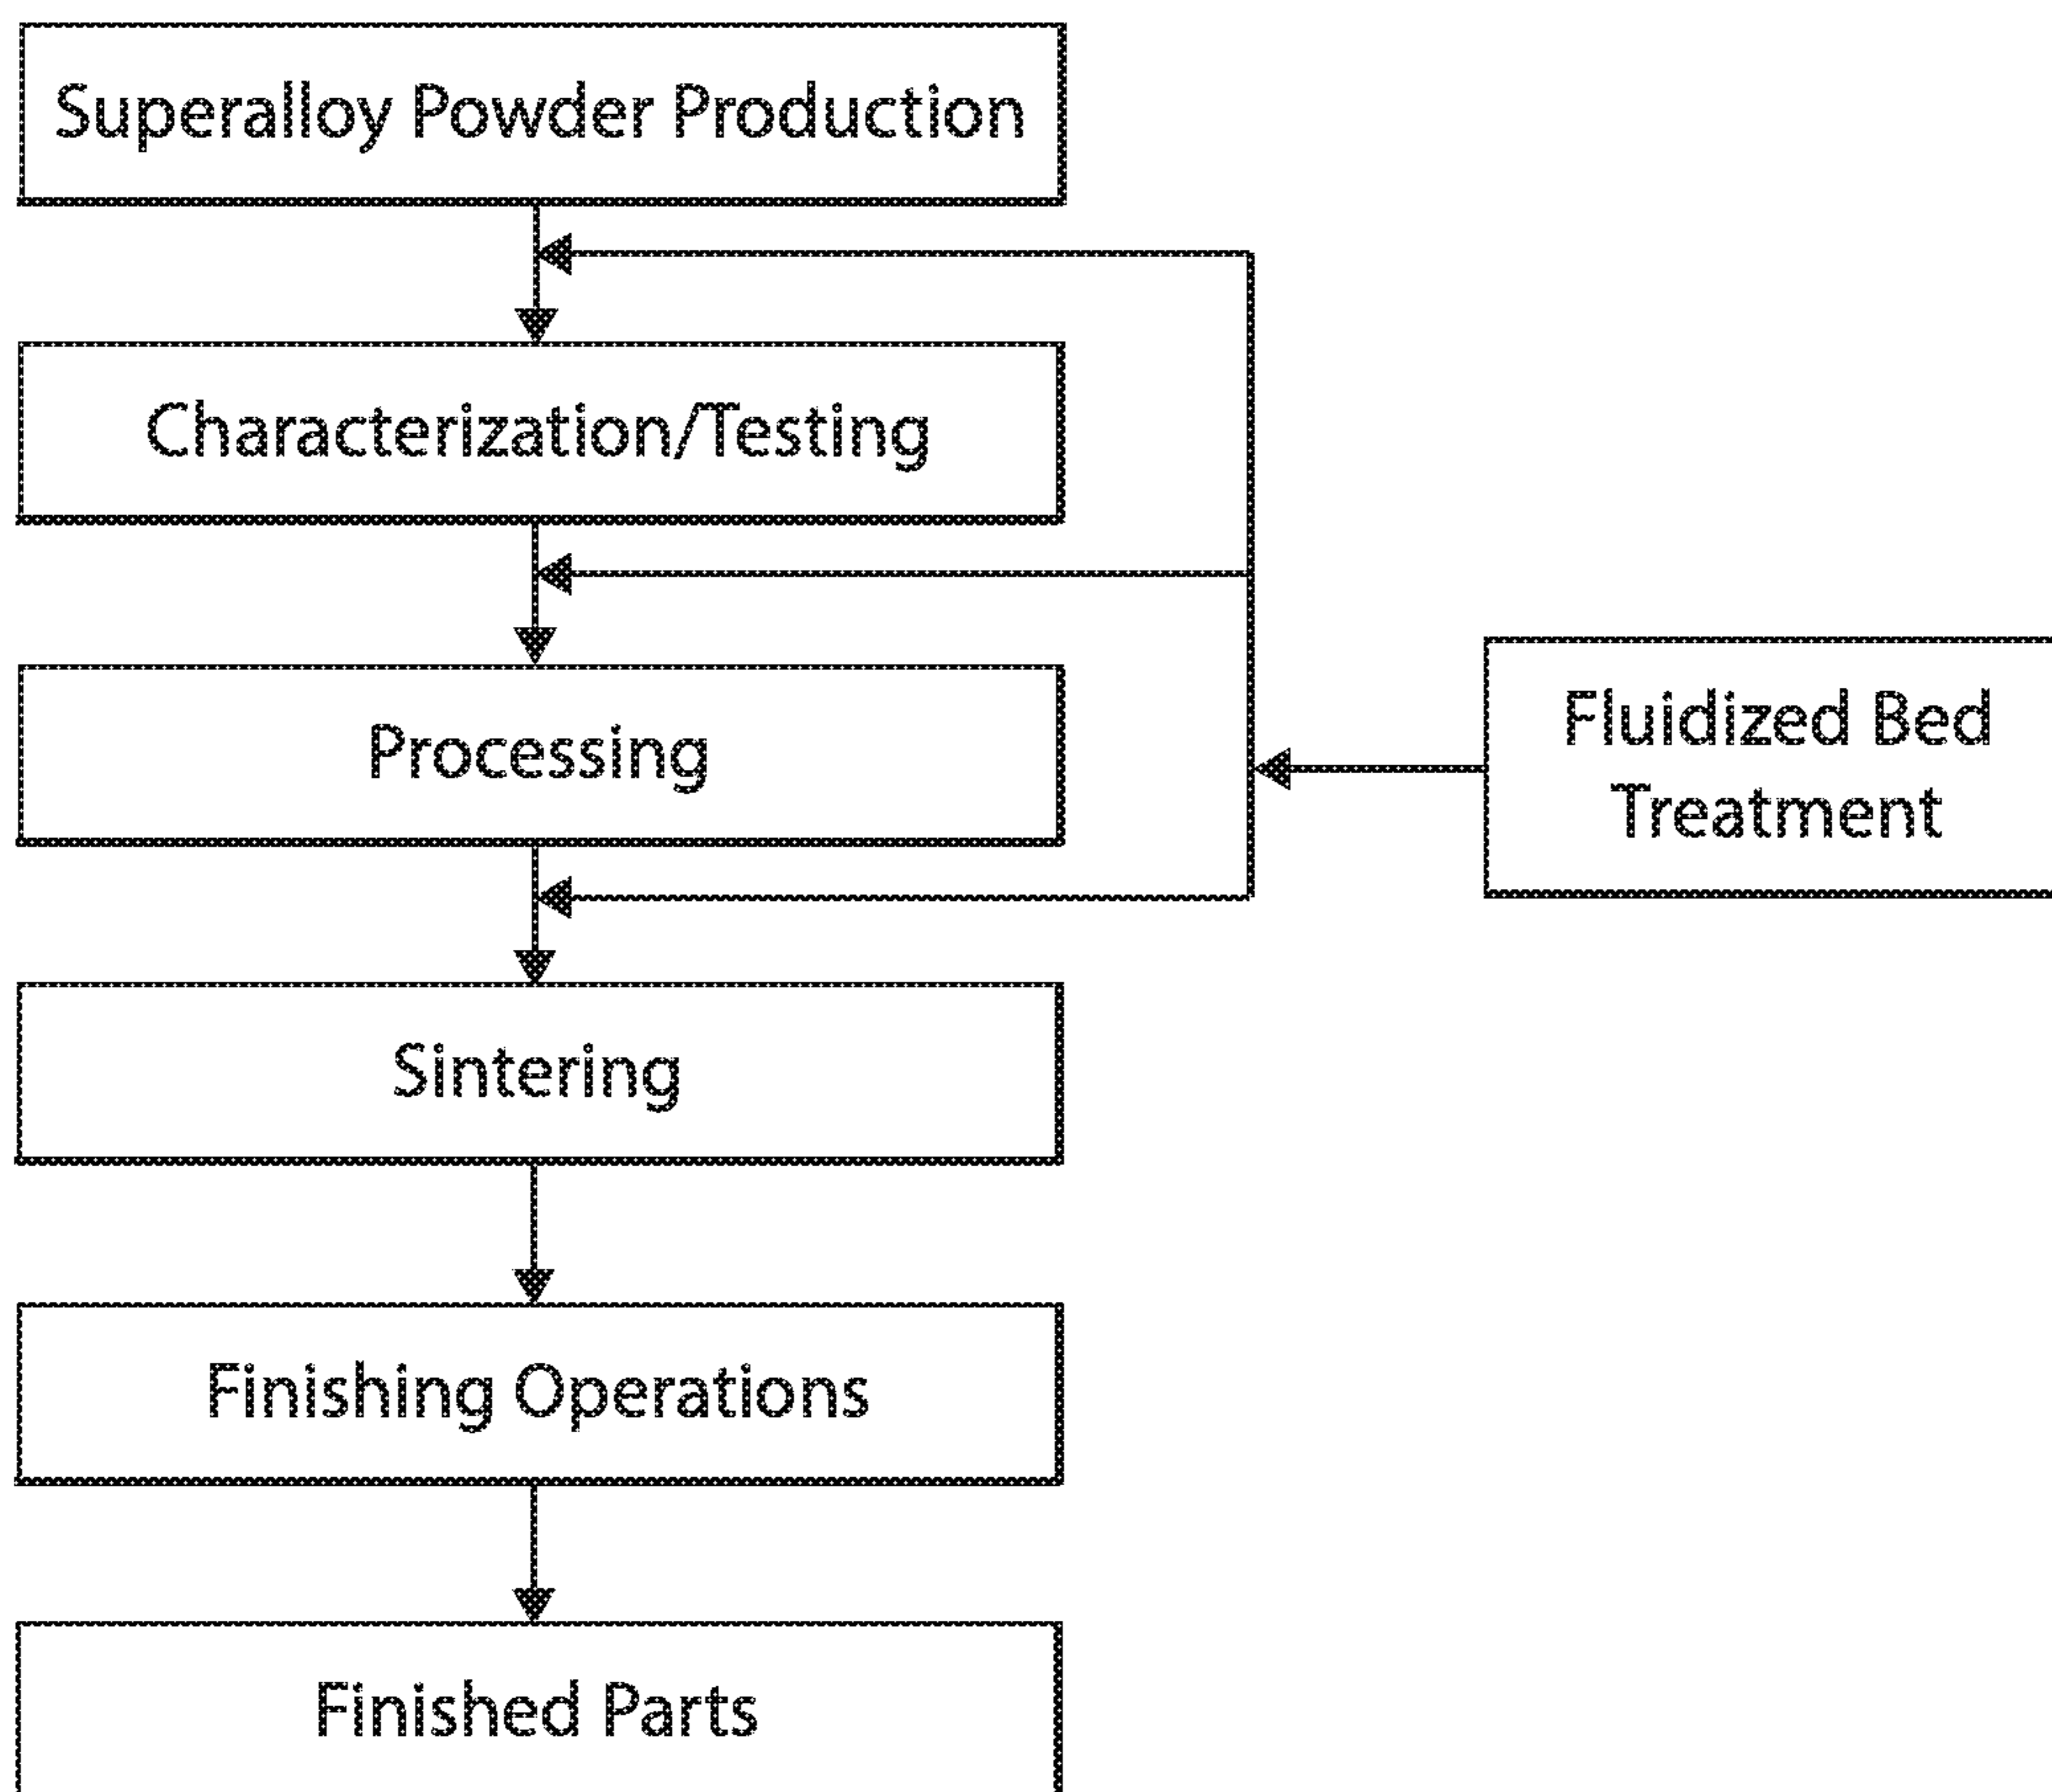 Superalloy Powder Production
Characterization/Testing
Processing
Fluidized Bed
Treatment
Sintering
Finishing Operations
Finished Parts